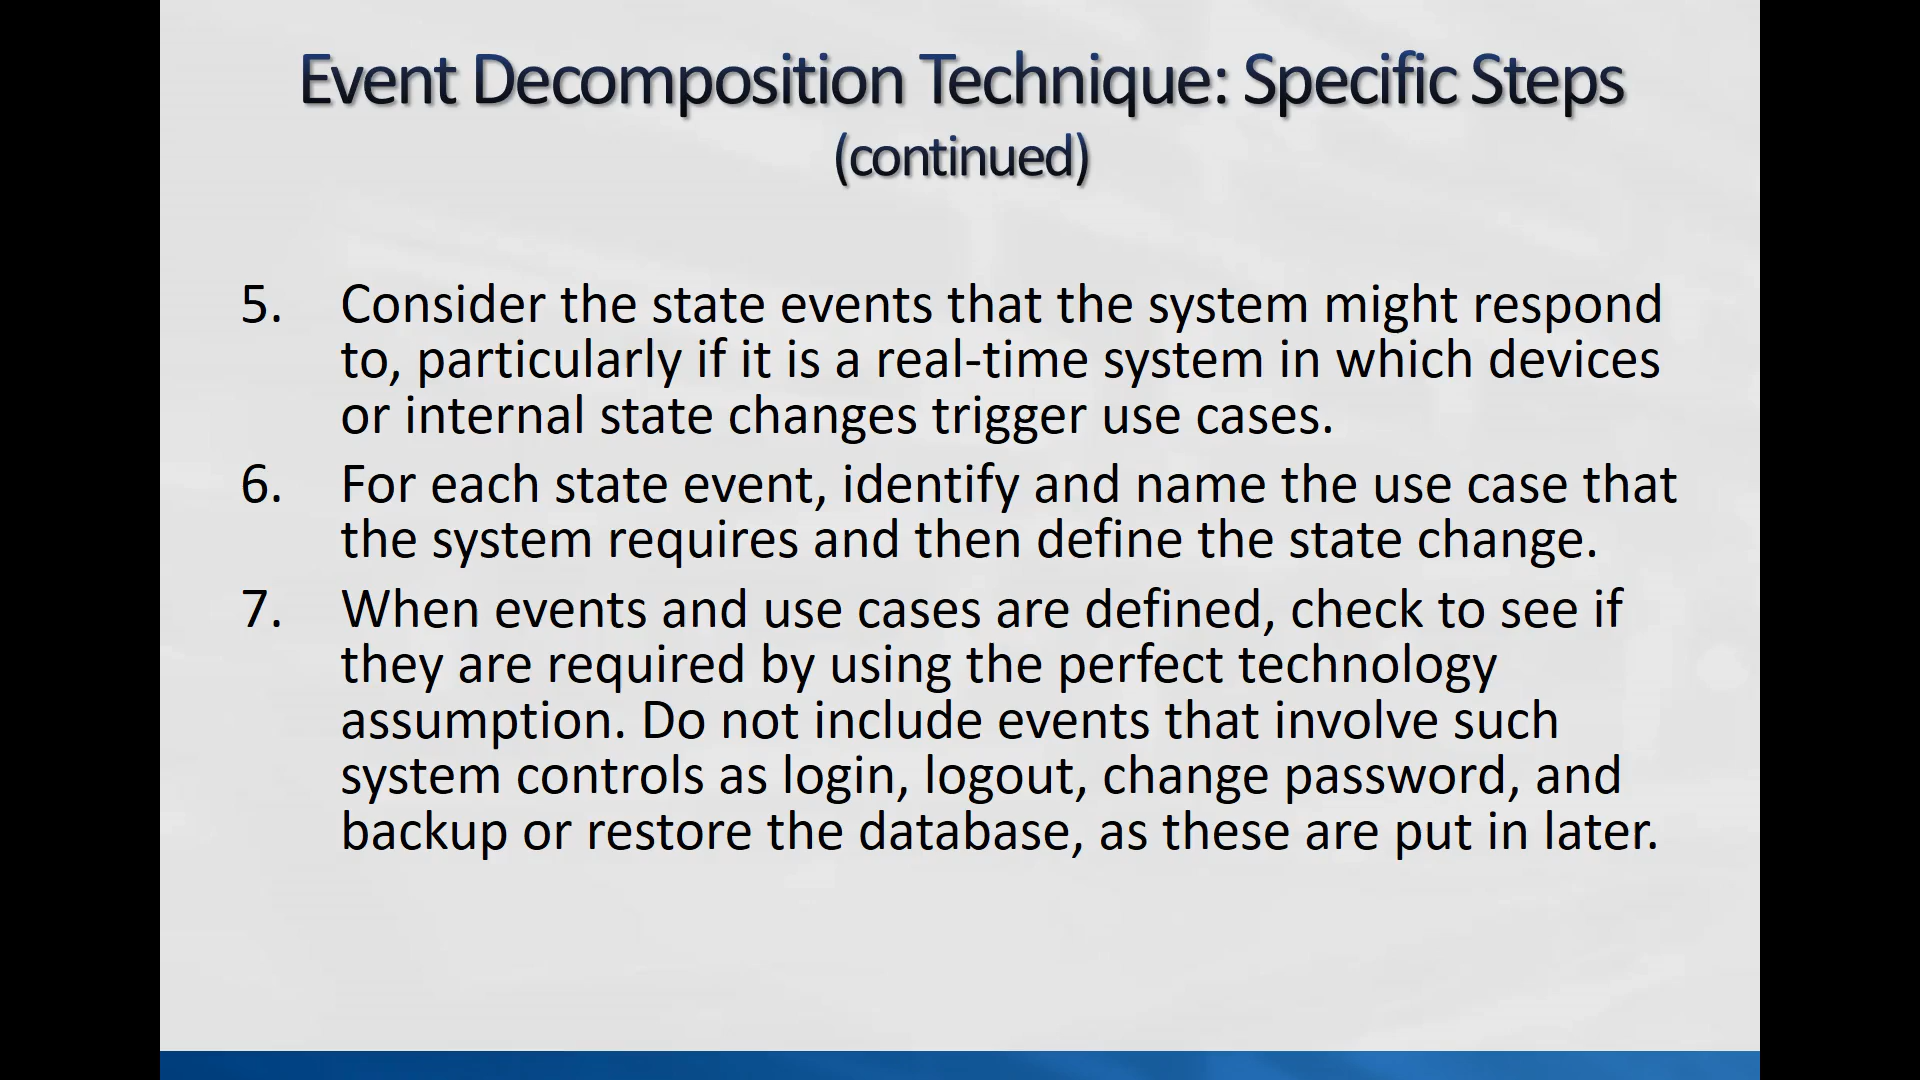 Event Decomposition Technique: Specific Steps
(continued)
5. Consider the state events that the system might respond
to, particularly if it is a real-time system in which devices
or internal state changes trigger use cases.
6. For each state event, identify and name the use case that
the system requires and then define the state change.
7. When events and use cases are defined, check to see if
they are required by using the perfect technology
assumption. Do not include events that involve such
system controls as login, logout, change password, and
backup or restore the database, as these are put in later.